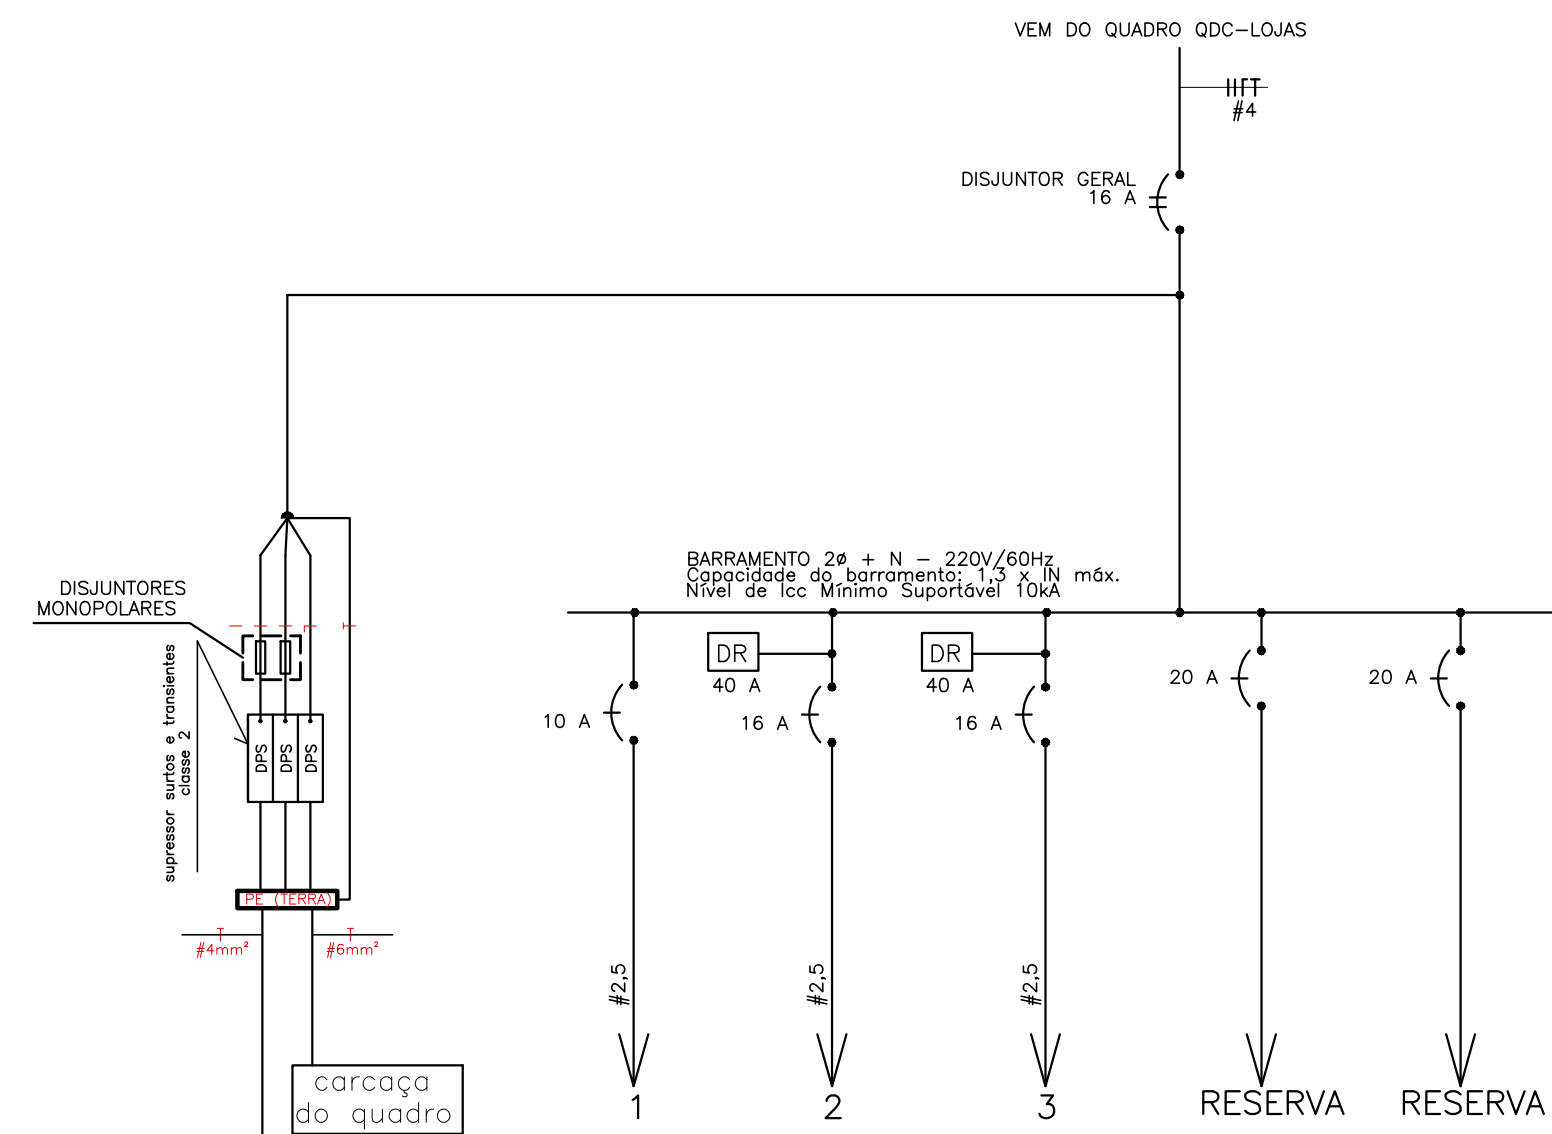 VEM DO QUADRO QDC-LOJAS
#4
DISJUNTOR GERAL
16 A
BARRAMENTO 2ø + N - 220V/60Hz
Capacidade do barramento: 1,3 x IN máx.
Nível de Icc Mínimo Suportável 10kA
DISJUNTORES
MONOPOLARES
supressor surtos e transientes
classe 2
DPS
DPS
DPS
PE (TERRA)
#4mm²
#6mm²
carcaça
do quadro
DR
40 A
DR
40 A
10 A
16 A
16 A
20 A
20 A
#2,5
#2,5
#2,5
1
2
3
RESERVA
RESERVA